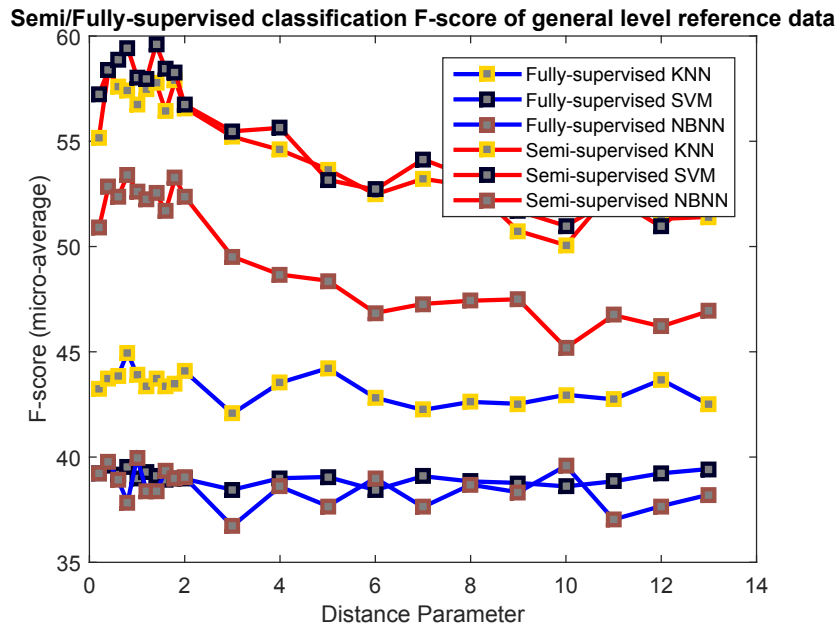 Semi/Fully-supervised classification F-score of general level reference data
60
55
50
45
40
35
F-score (micro-average)
Fully-supervised KNN
Fully-supervised SVM
Fully-supervised NBNN
Semi-supervised KNN
Semi-supervised SVM
Semi-supervised NBNN
0 2 4 6 8 10 12 14
Distance Parameter